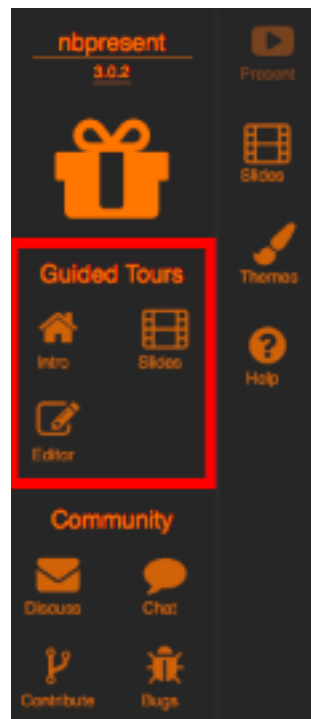 nbpresent
3.0.2
Guided Tours
Intro Slides
Editor
Community
Discuss Chat
Contribute Bugs
Present
Slides
Themes
Help